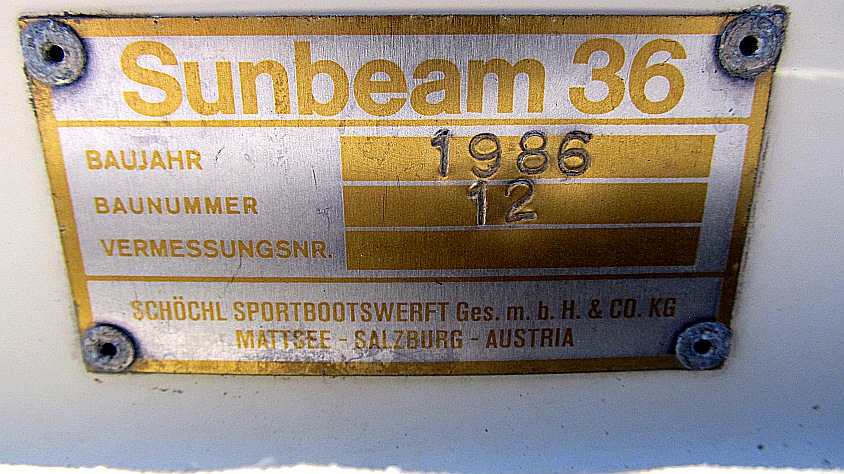 Sunbeam 36
BAUJAHR 1986
BAUNUMMER 12
VERMESSUNGSNR.
SCHÖCHL SPORTBOOTSWERFT Ges. m. b. H. & CO. KG
MATTSEE - SALZBURG - AUSTRIA